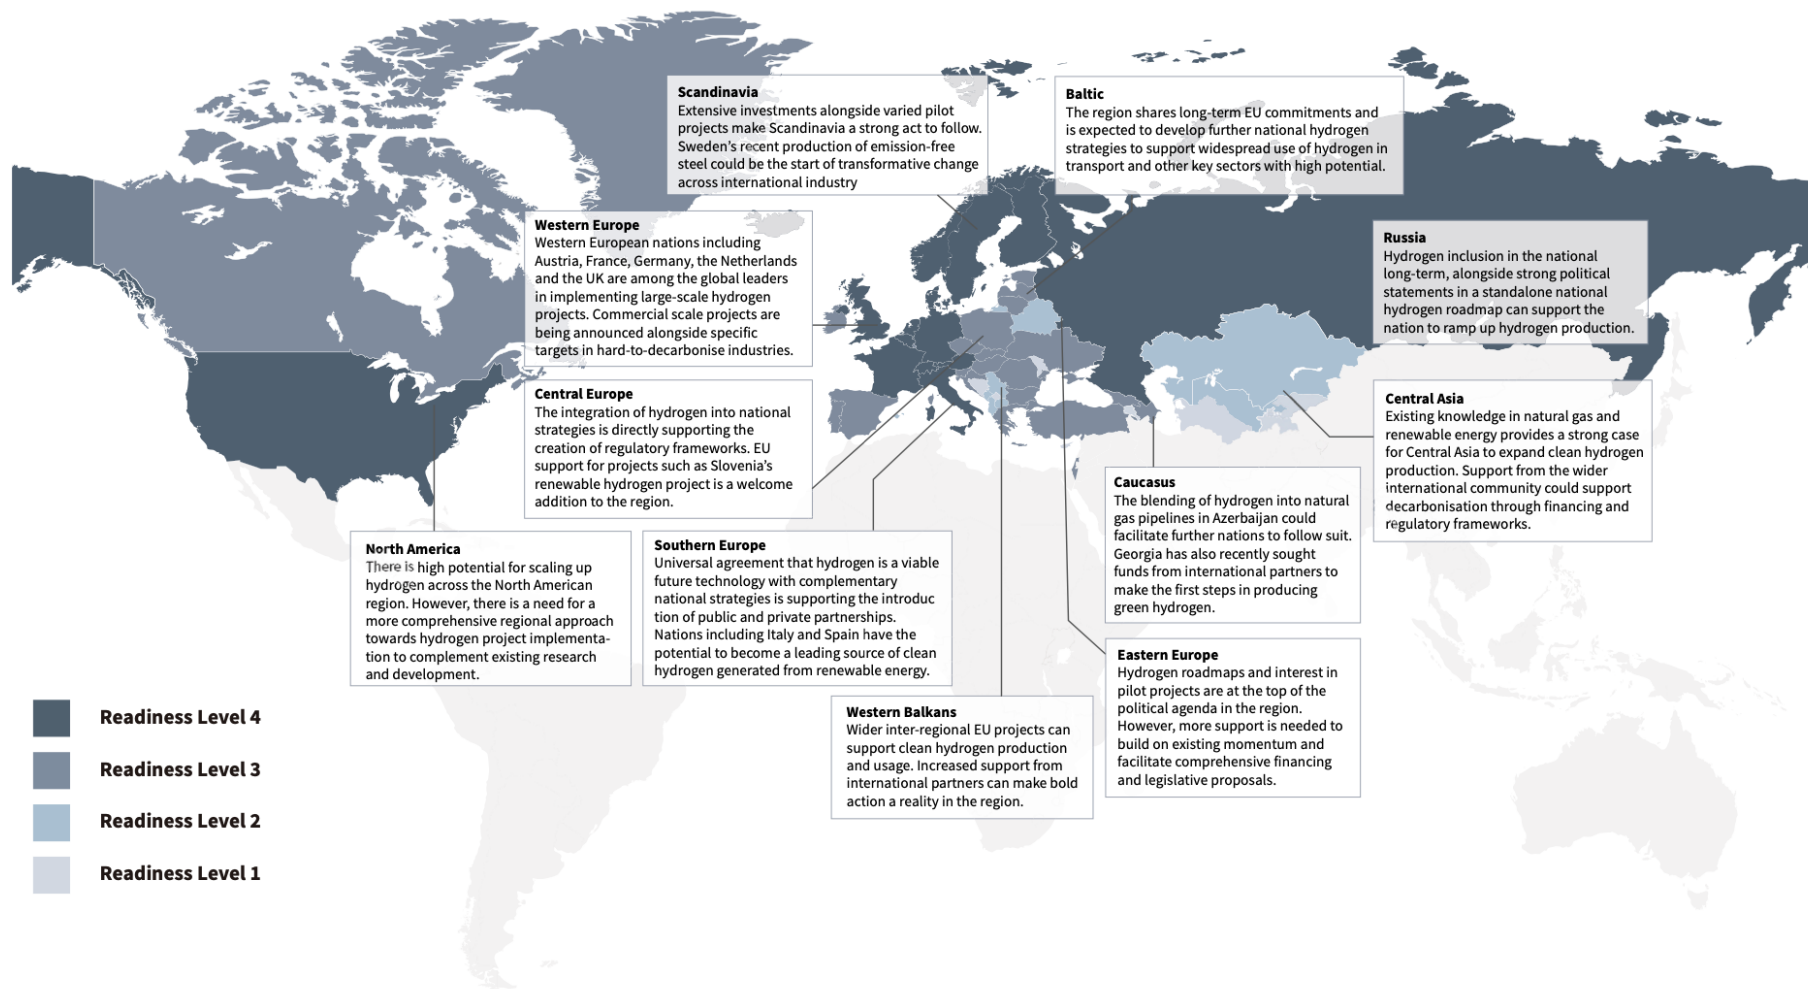 Scandinavia
Extensive investments alongside varied pilot
projects make Scandinavia a strong act to follow.
Sweden's recent production of emission-free
steel could be the start of transformative change
across international industry
Baltic
The region shares long-term EU commitments and
is expected to develop further national hydrogen
strategies to support widespread use of hydrogen in
transport and other key sectors with high potential.
Western Europe
Western European nations including
Austria, France, Germany, the Netherlands
and the UK are among the global leaders
in implementing large-scale hydrogen
projects. Commercial scale projects are
being announced alongside specific
targets in hard-to-decarbonise industries.
Russia
Hydrogen inclusion in the national
long-term, alongside strong political
statements in a standalone national
hydrogen roadmap can support the
nation to ramp up hydrogen production.
Central Europe
The integration of hydrogen into national
strategies is directly supporting the
creation of regulatory frameworks. EU
support for projects such as Slovenia's
renewable hydrogen project is a welcome
addition to the region.
Central Asia
Existing knowledge in natural gas and
renewable energy provides a strong case
for Central Asia to expand clean hydrogen
production. Support from the wider
international community could support
decarbonisation through financing and
regulatory frameworks.
Caucasus
The blending of hydrogen into natural
gas pipelines in Azerbaijan could
facilitate further nations to follow suit.
Georgia has also recently sought
funds from international partners to
make the first steps in producing
green hydrogen.
North America
There is high potential for scaling up
hydrogen across the North American
region. However, there is a need for a
more comprehensive regional approach
towards hydrogen project implementa-
tion to complement existing research
and development.
Southern Europe
Universal agreement that hydrogen is a viable
future technology with complementary
national strategies is supporting the introduc
tion of public and private partnerships.
Nations including Italy and Spain have the
potential to become a leading source of clean
hydrogen generated from renewable energy.
Eastern Europe
Hydrogen roadmaps and interest in
pilot projects are at the top of the
political agenda in the region.
However, more support is needed to
build on existing momentum and
facilitate comprehensive financing
and legislative proposals.
Western Balkans
Wider inter-regional EU projects can
support clean hydrogen production
and usage. Increased support from
international partners can make bold
action a reality in the region.
Readiness Level 4
Readiness Level 3
Readiness Level 2
Readiness Level 1